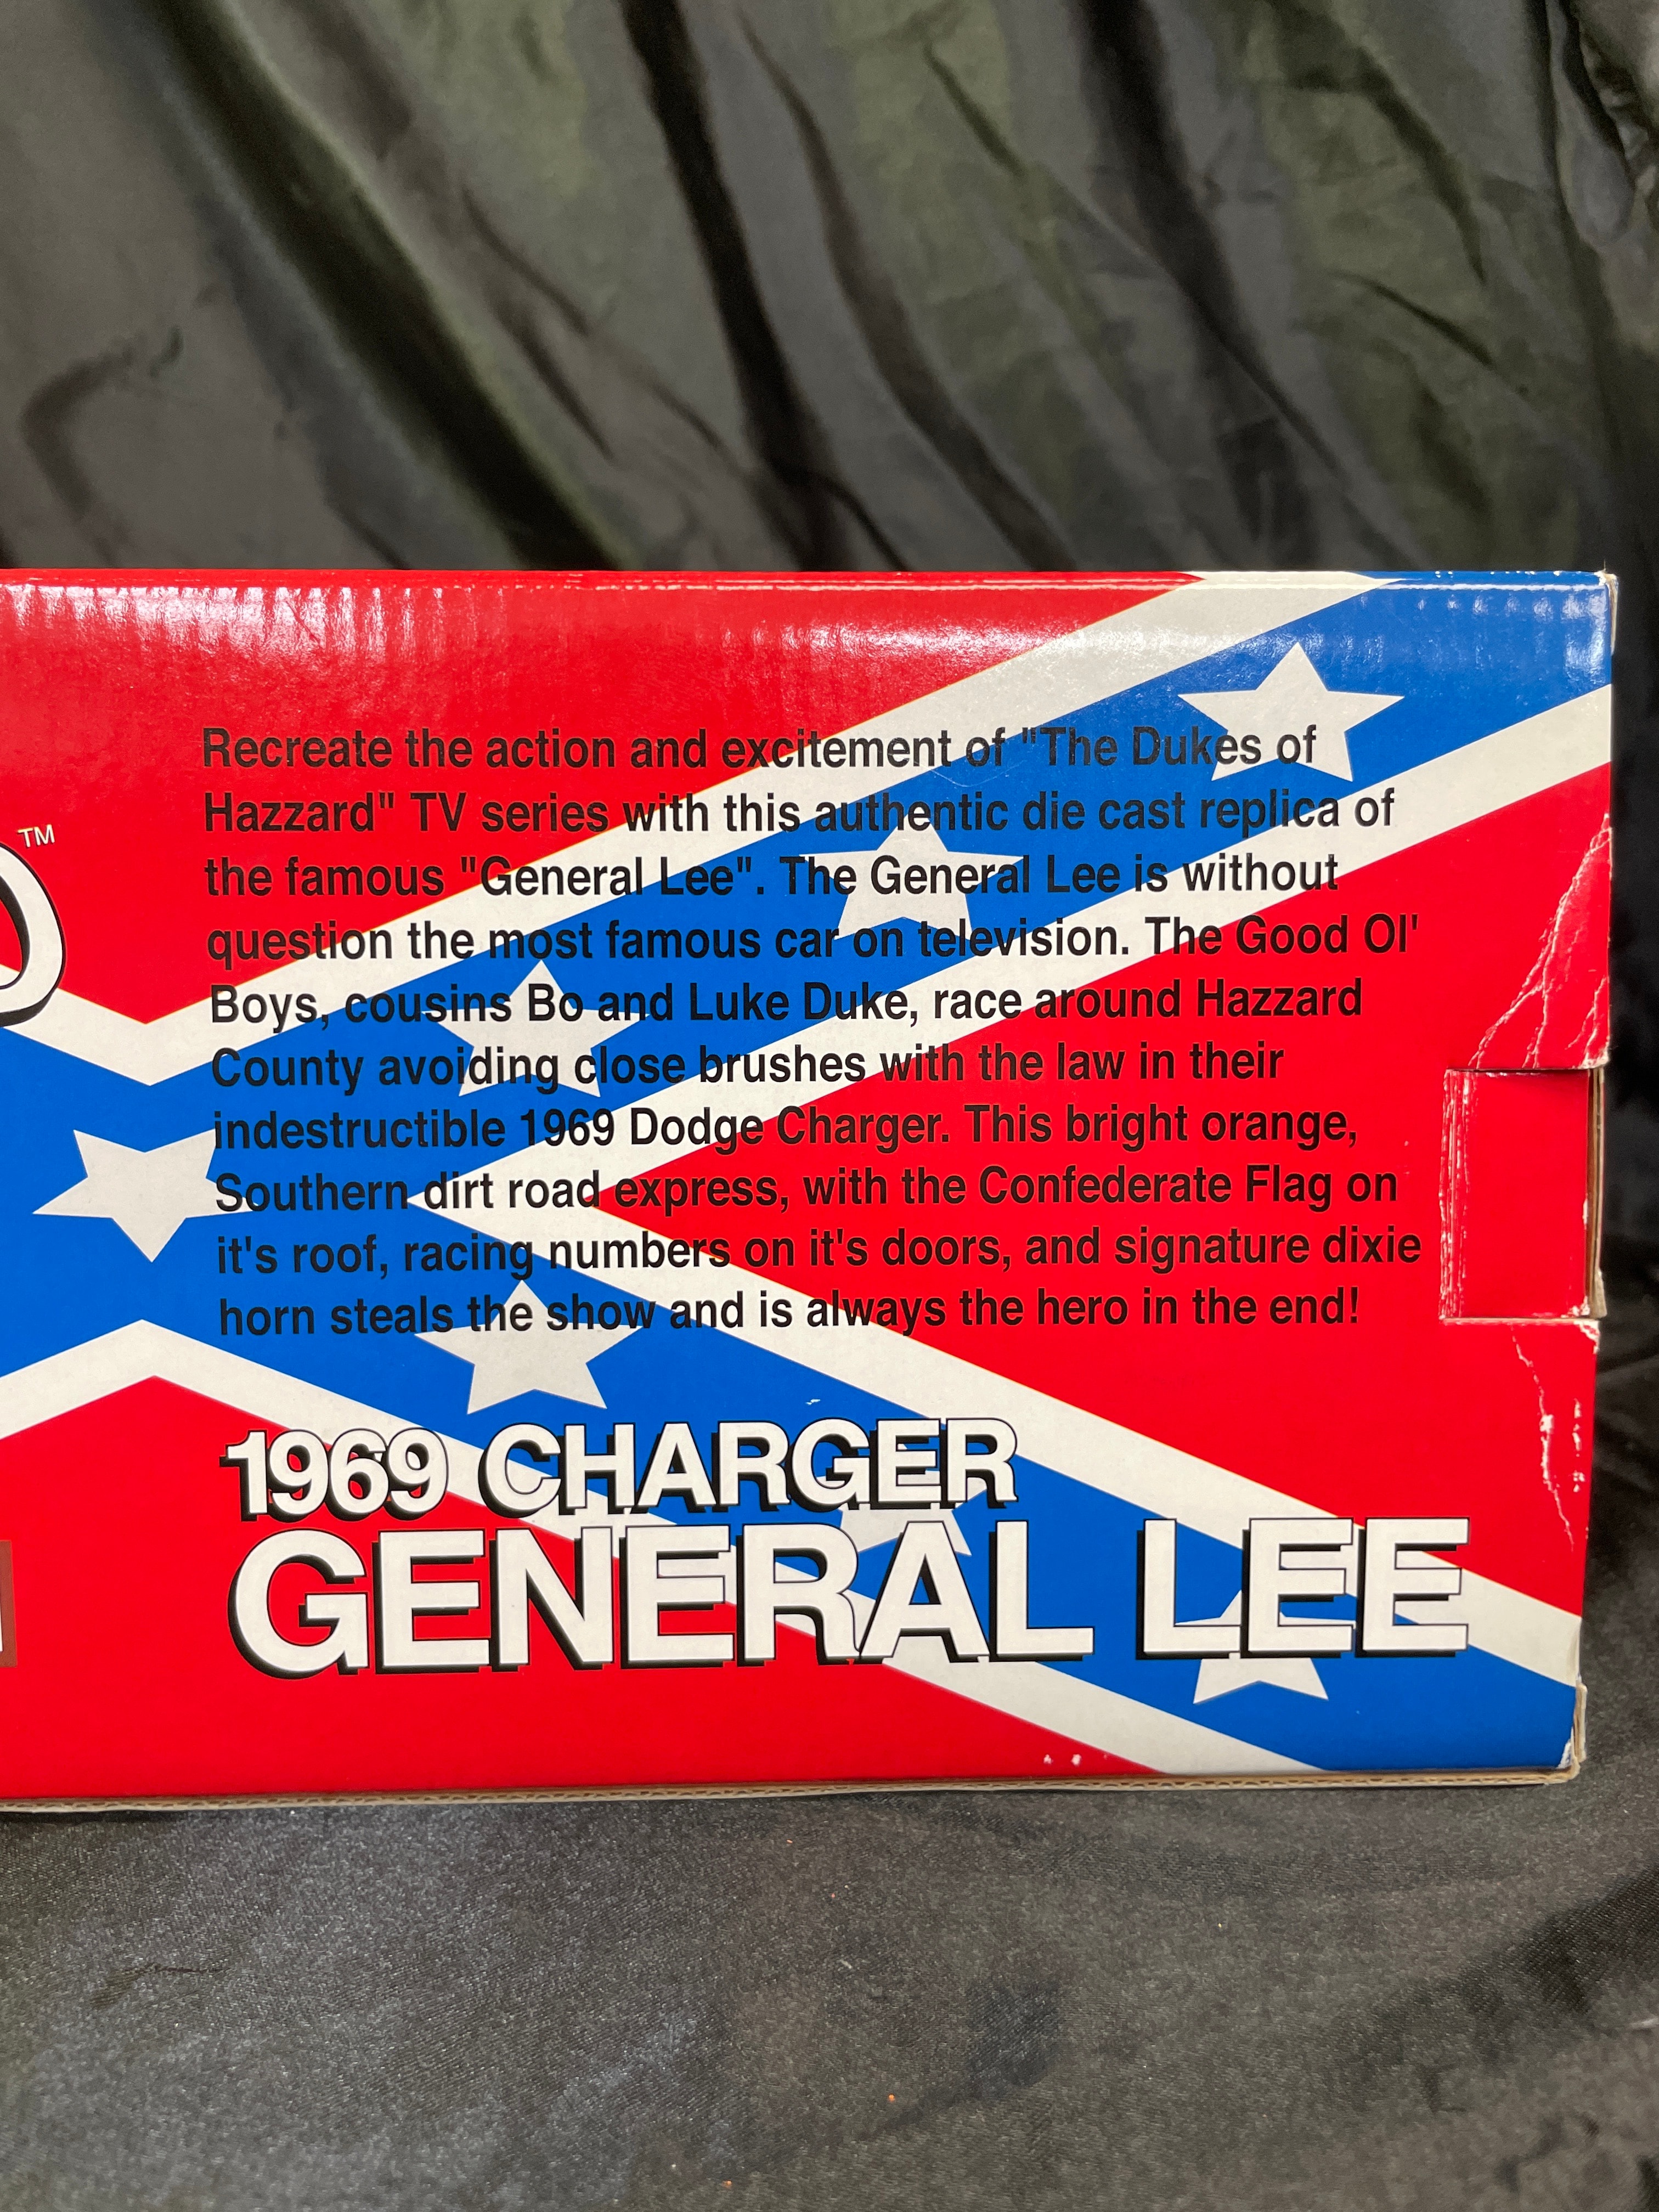 TM
Recreate the action and excitement of "The Dukes of
Hazzard" TV series with this authentic die cast replica of
the famous "General Lee". The General Lee is without
question the most famous car on television. The Good Ol'
Boys, cousins Bo and Luke Duke, race around Hazzard
County avoiding close brushes with the law in their
indestructible 1969 Dodge Charger. This bright orange,
Southern dirt road express, with the Confederate Flag on
it's roof, racing numbers on it's doors, and signature dixie
horn steals the show and is always the hero in the end!
1969 CHARGER
GENERAL LEE